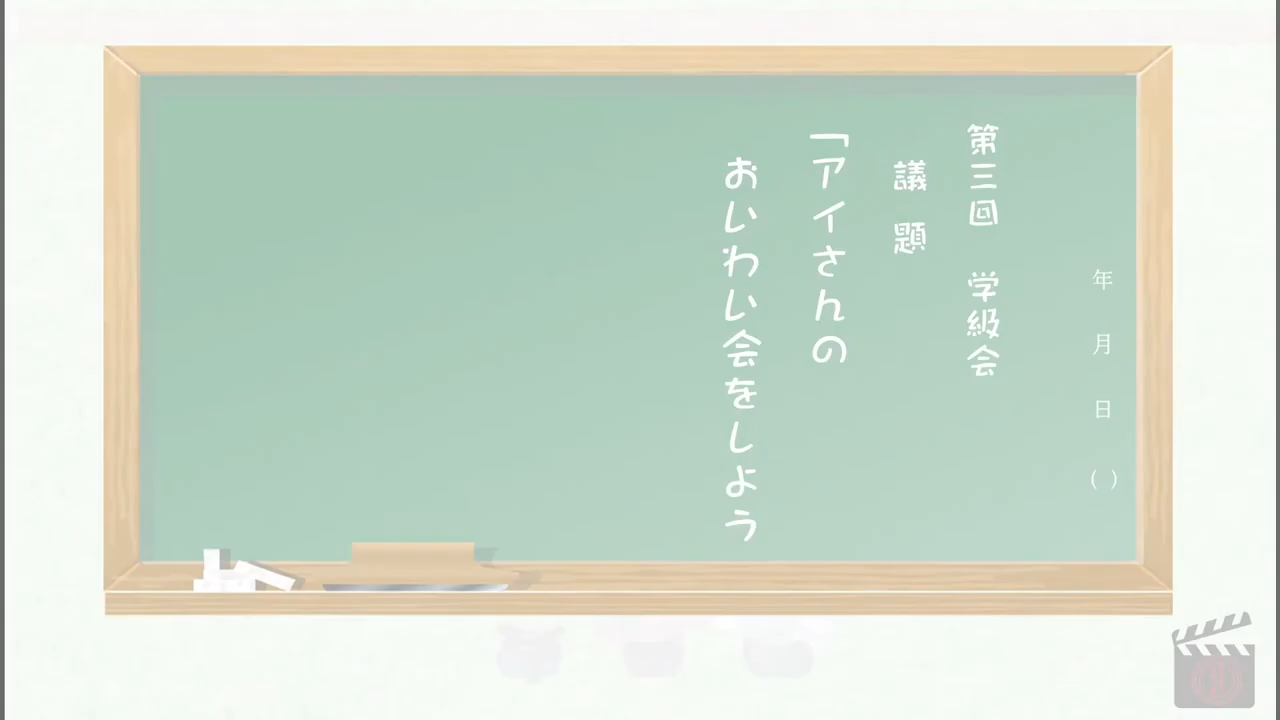 年 月 日 ( )
第三回 学級会
議 題
「アイさんの
おいわい会をしよう